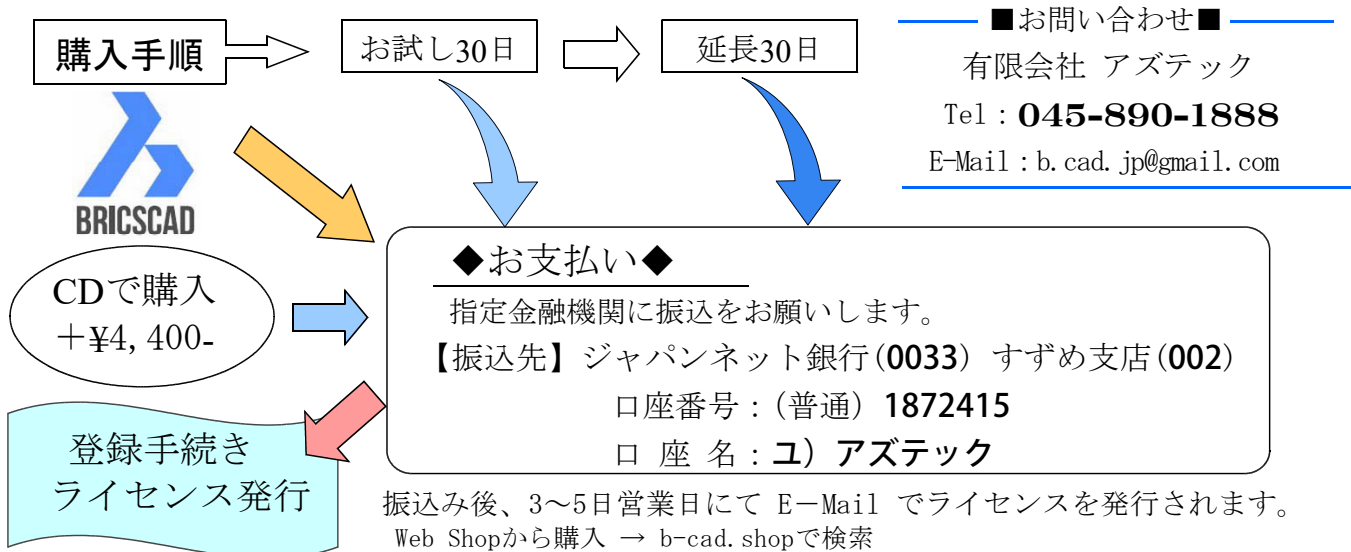 購入手順
お試し30日
延長30日
■お問い合わせ■
有限会社 アズテック
Tel：045-890-1888
E-Mail：b.cad.jp@gmail.com
BRICSCAD
CDで購入
＋¥4,400-
◆お支払い◆
指定金融機関に振込をお願いします。
【振込先】ジャパンネット銀行(0033) すずめ支店(002)
口座番号：(普通) 1872415
口 座 名：ユ）アズテック
登録手続き
ライセンス発行
振込み後、3～5日営業日にて E－Mail でライセンスを発行されます。
Web Shopから購入 → b-cad.shopで検索